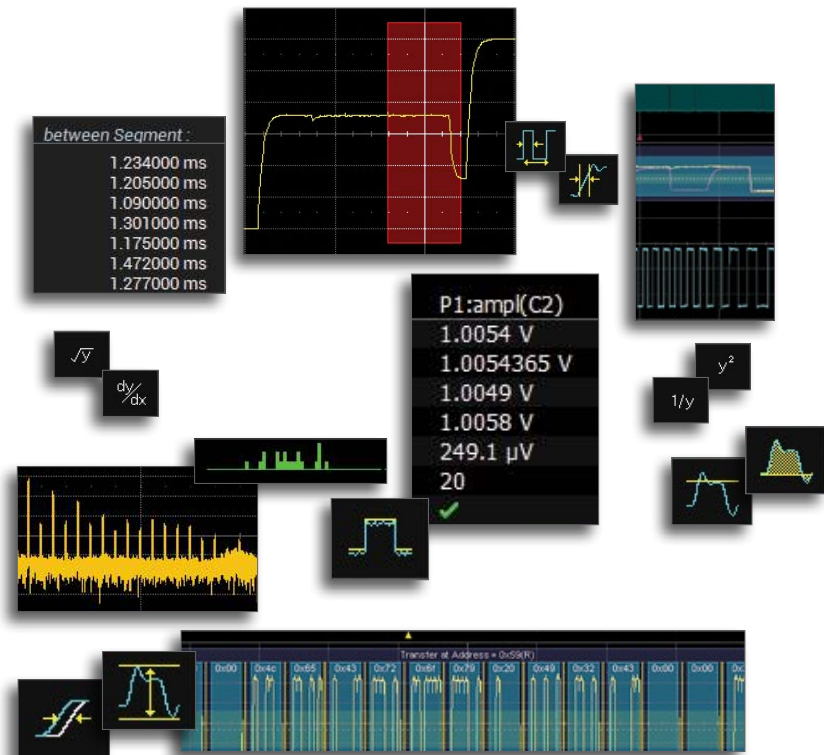 between Segment :
1.234000 ms
1.205000 ms
1.090000 ms
1.301000 ms
1.175000 ms
1.472000 ms
1.277000 ms
P1:ampl(C2)
1.0054 V
1.0054365 V
1.0049 V
1.0058 V
249.1 µV
20
√y
dy/dx
y²
1/y
Transfer at Address = 0x59(R)
0x00 0x4c 0x65 0x43 0x72 0x6f 0x79 0x20 0x49 0x32 0x43 0x00 0x00